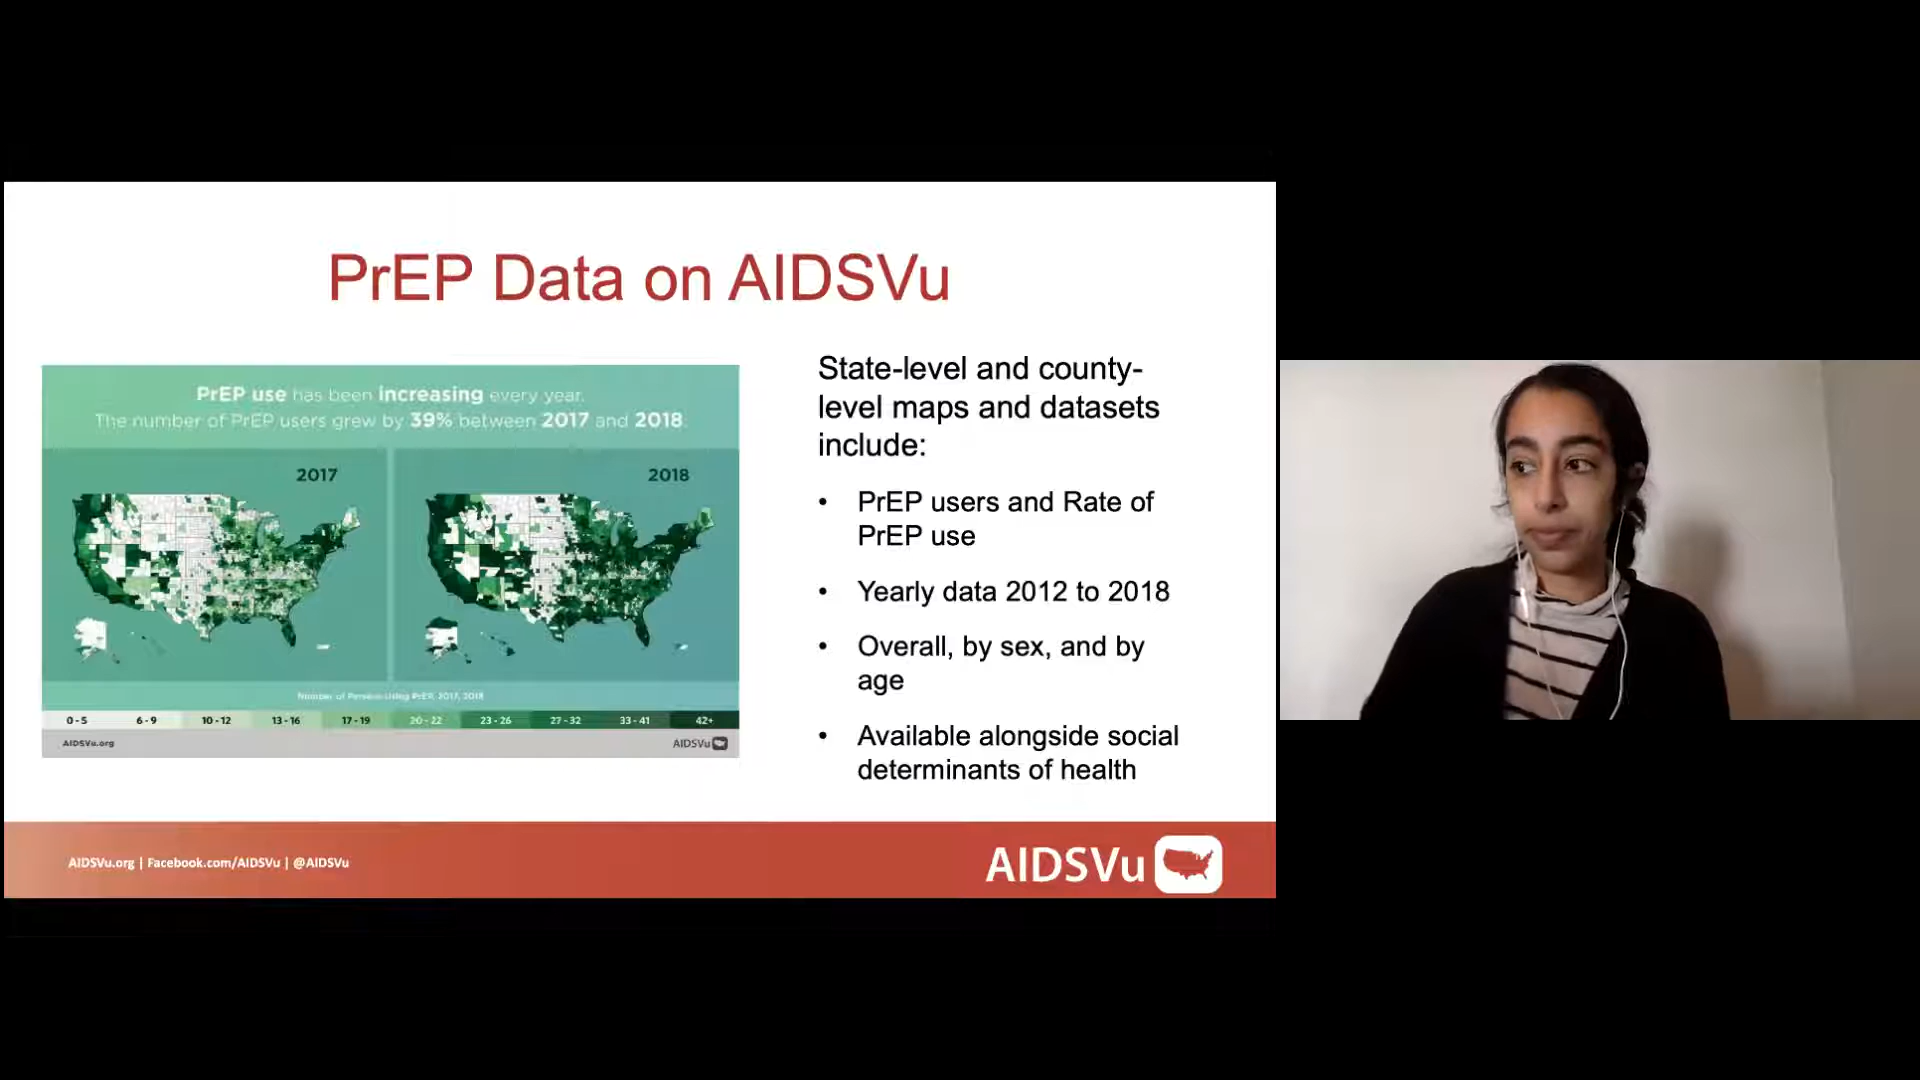 PrEP Data on AIDSVu
PrEP use has been increasing every year.
The number of PrEP users grew by 39% between 2017 and 2018.
2017
2018
Number of Persons Using PrEP, 2017, 2018
0 - 5 6 - 9 10 - 12 13 - 16 17 - 19 20 - 22 23 - 26 27 - 32 33 - 41 42+
AIDSVu.org
AIDSVu
State-level and county-
level maps and datasets
include:
• PrEP users and Rate of
PrEP use
• Yearly data 2012 to 2018
• Overall, by sex, and by
age
• Available alongside social
determinants of health
AIDSVu.org | Facebook.com/AIDSVu | @AIDSVu
AIDSVu